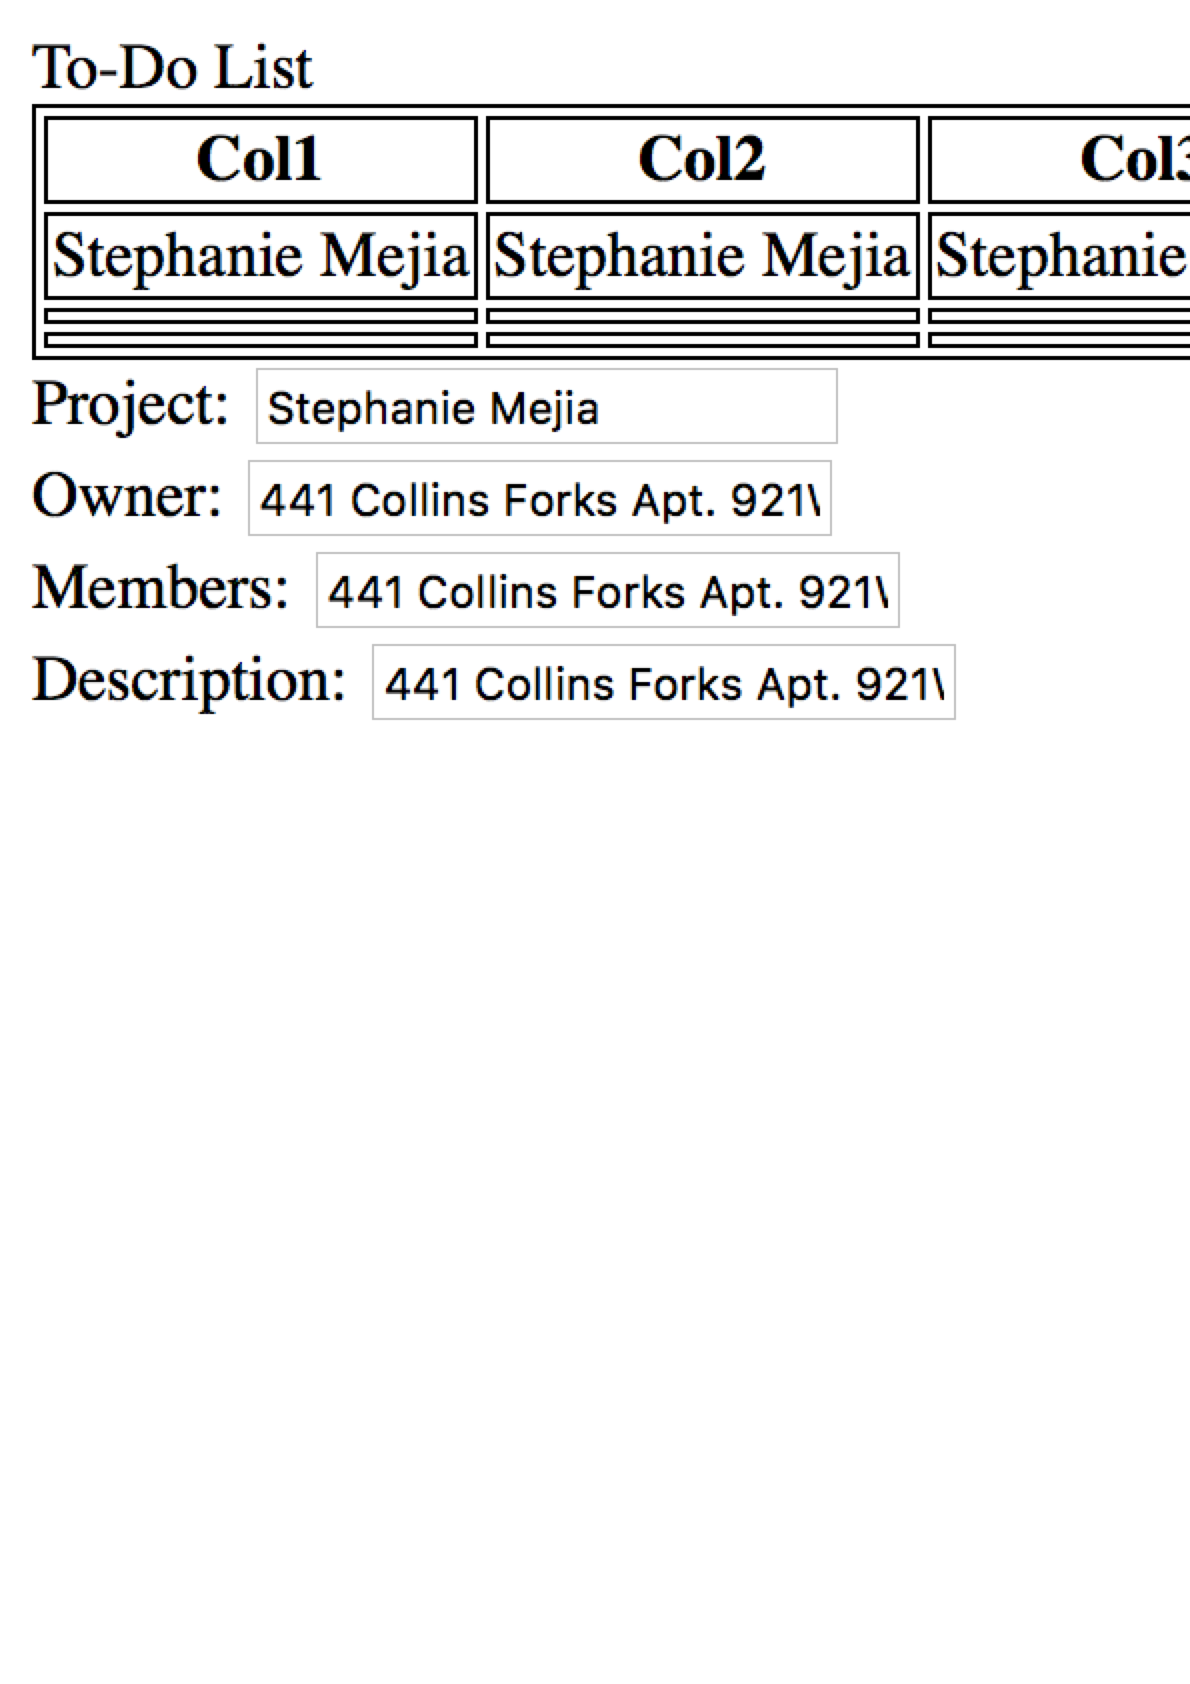 To-Do List
Col1 Col2 Col3
Stephanie Mejia Stephanie Mejia Stephanie
Project: Stephanie Mejia
Owner: 441 Collins Forks Apt. 921\
Members: 441 Collins Forks Apt. 921\
Description: 441 Collins Forks Apt. 921\